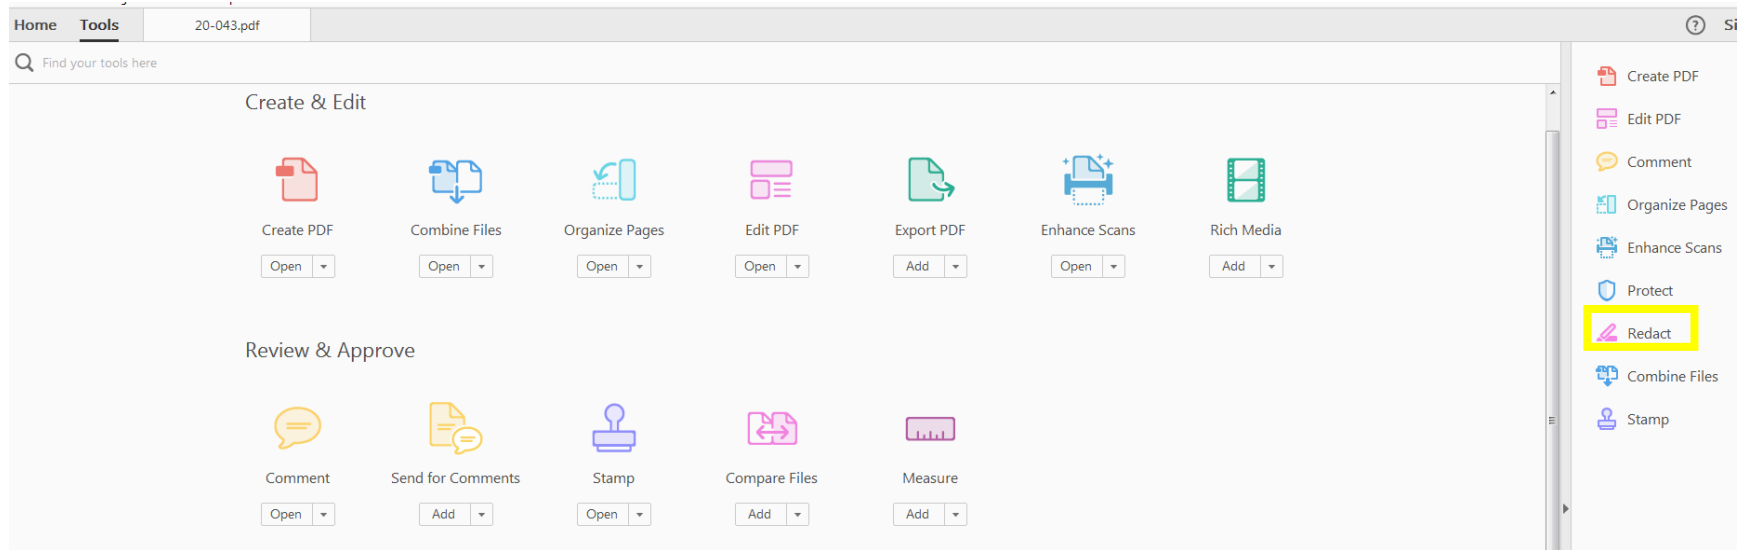 Home Tools 20-043.pdf ?
Find your tools here
Create & Edit
Create PDF Combine Files Organize Pages Edit PDF Export PDF Enhance Scans Rich Media
Open Open Open Open Add Open Add
Review & Approve
Comment Send for Comments Stamp Compare Files Measure
Open Add Open Add Add
Create PDF
Edit PDF
Comment
Organize Pages
Enhance Scans
Protect
Redact
Combine Files
Stamp